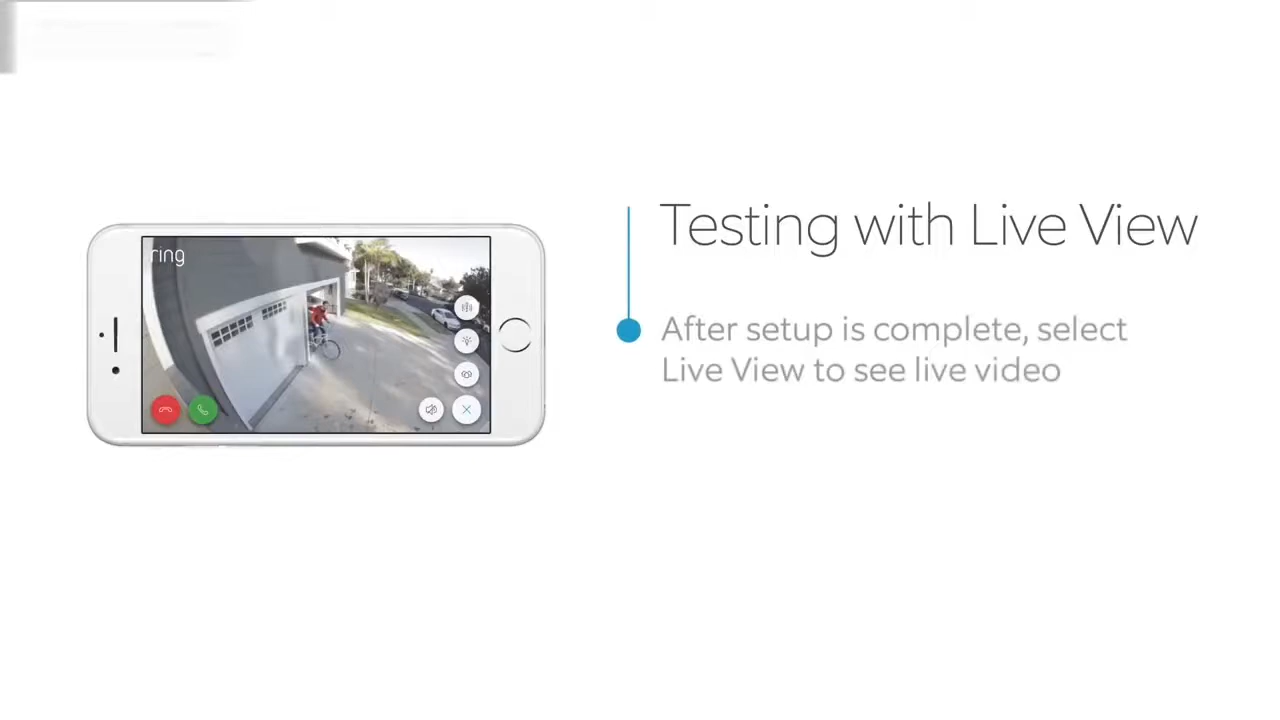 ring
Testing with Live View
After setup is complete, select
Live View to see live video